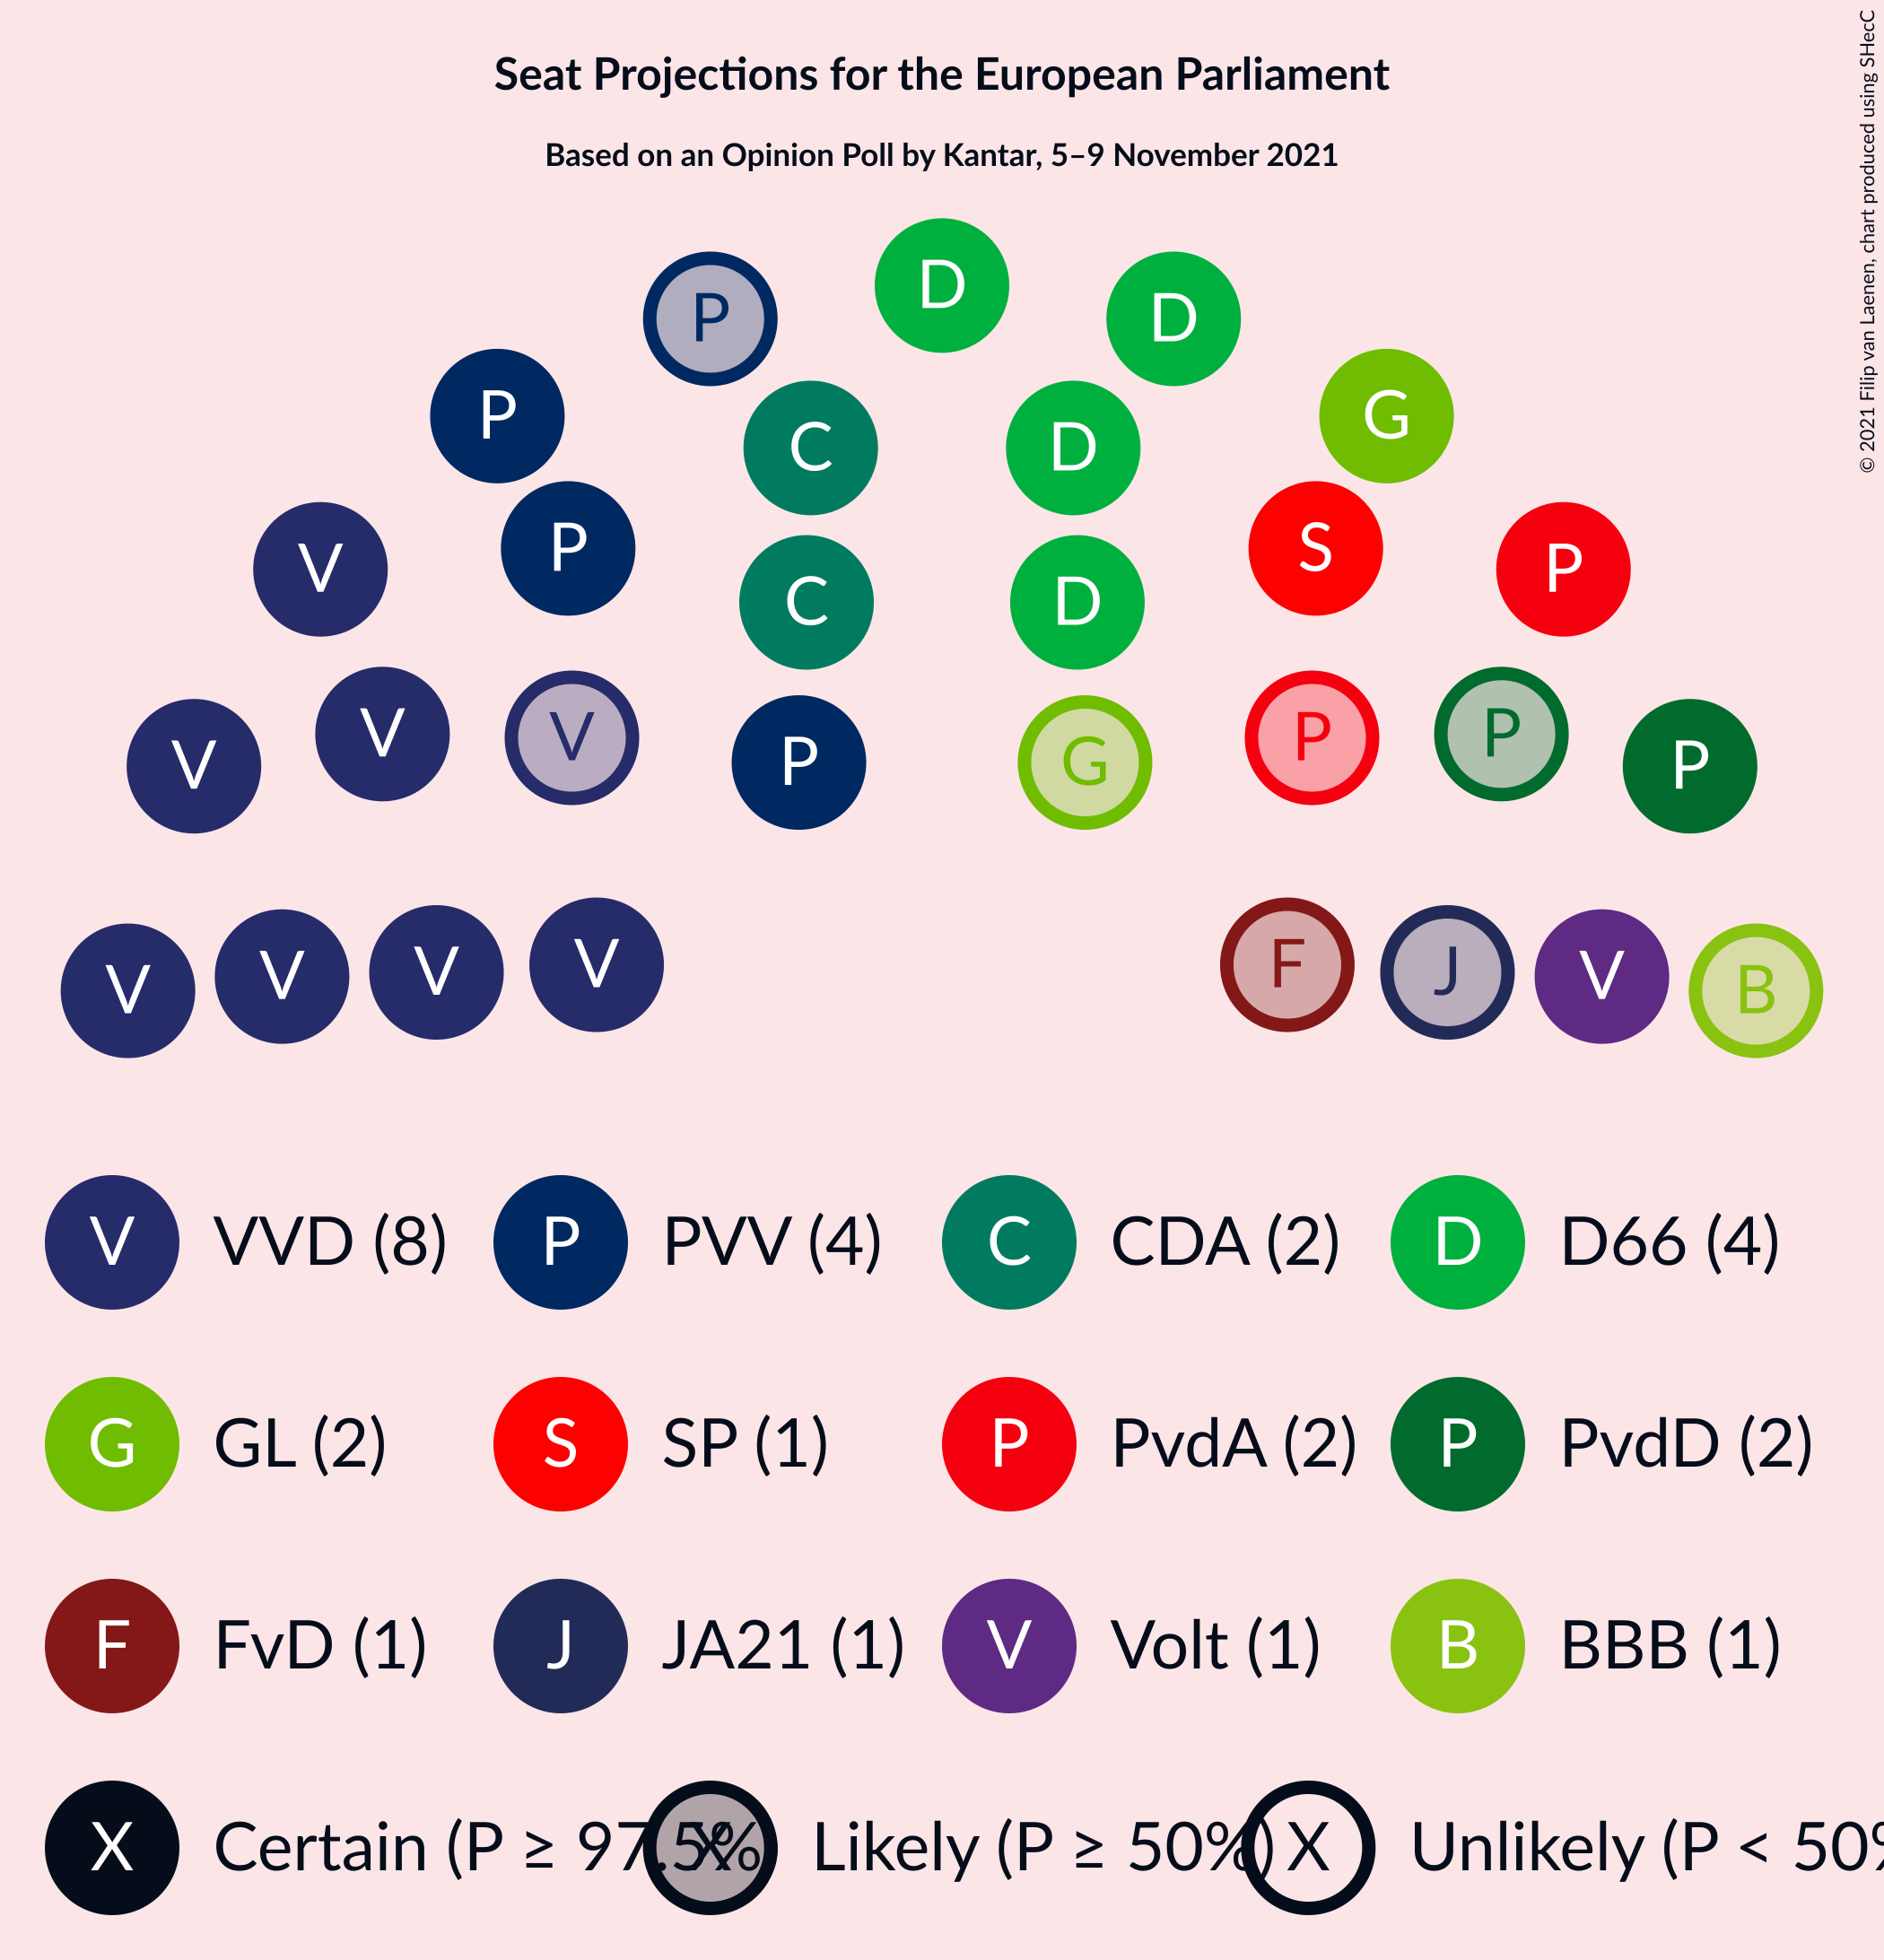 Seat Projections for the European Parliament
Based on an Opinion Poll by Kantar, 5–9 November 2021
© 2021 Filip van Laenen, chart produced using SHecC
D
P D
P G
C D
P S
V P
C D
V V P P
V P
P G
V V V V F J V B
V VVD (8) P PVV (4) C CDA (2) D D66 (4)
G GL (2) S SP (1) P PvdA (2) P PvdD (2)
F FvD (1) J JA21 (1) V Volt (1) B BBB (1)
X Certain (P ≥ 97.5% X Likely (P ≥ 50%) X Unlikely (P < 50%